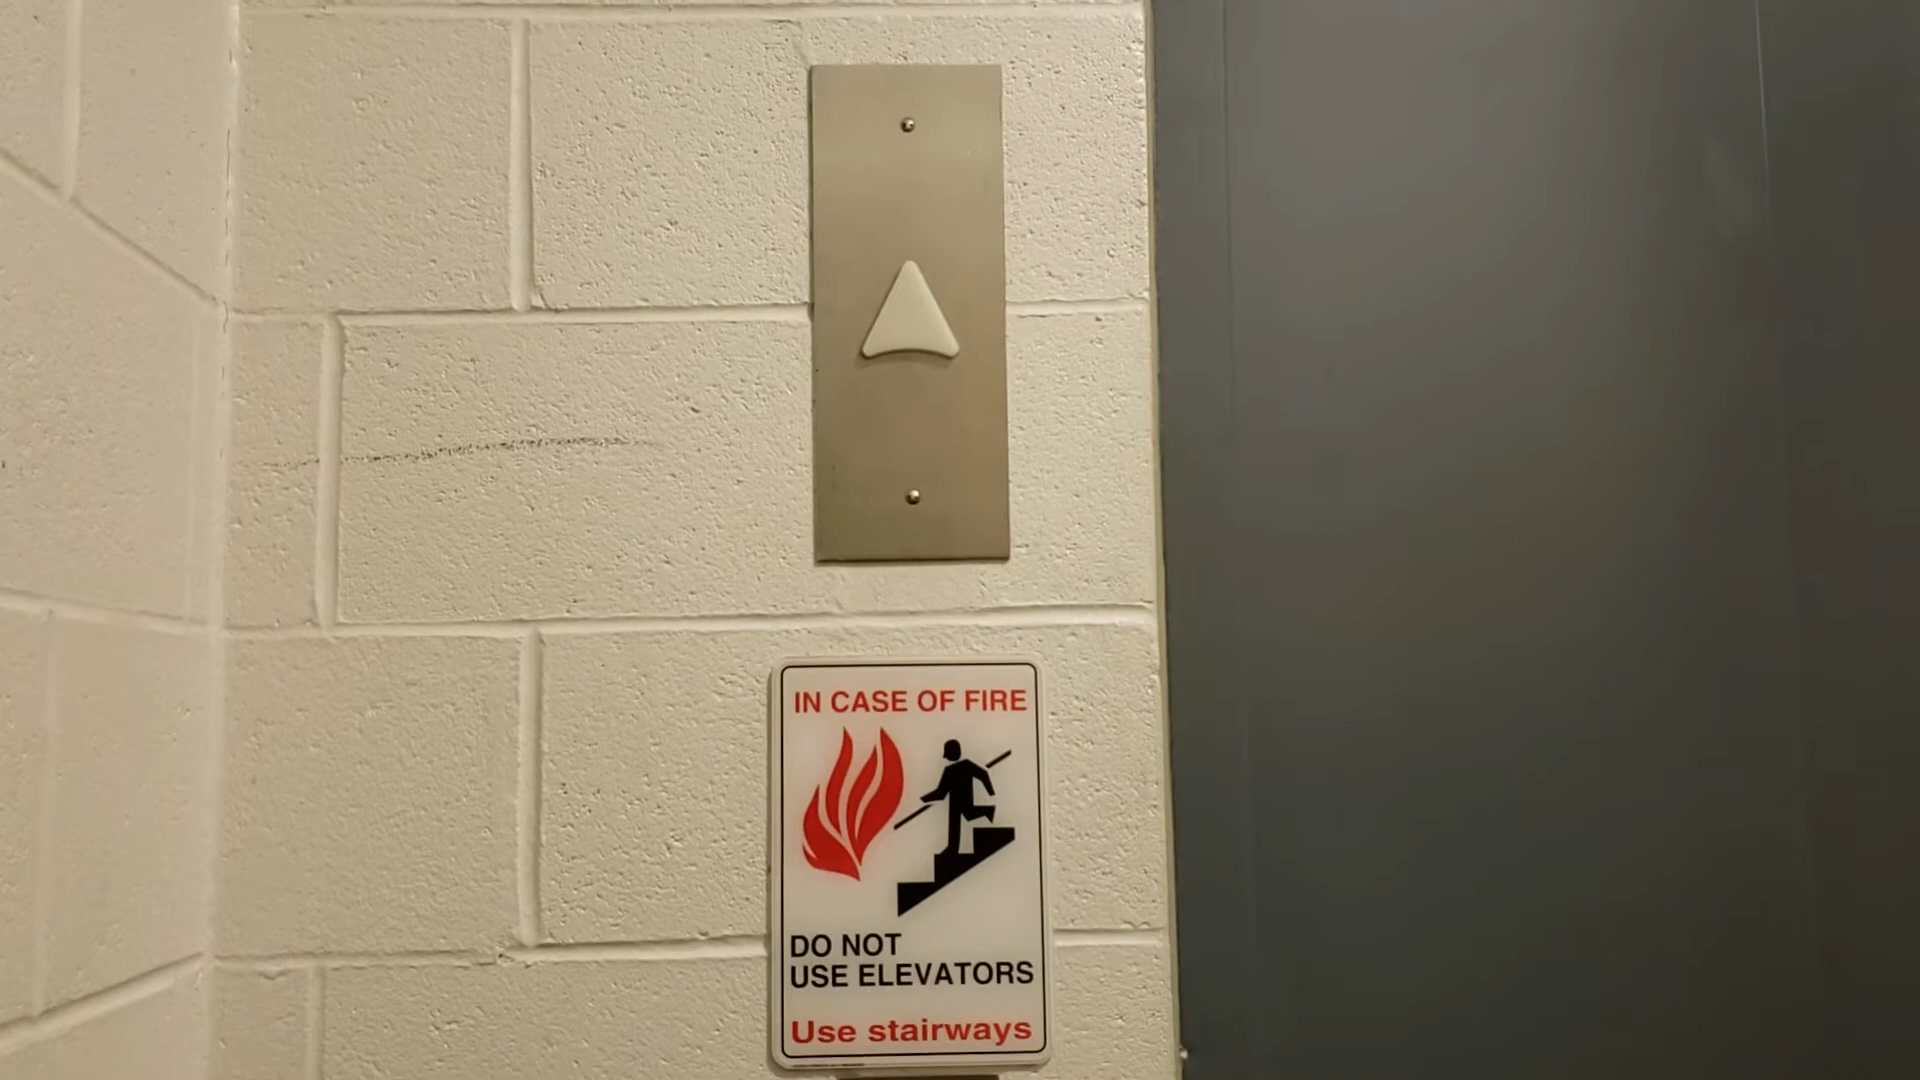 IN CASE OF FIRE
DO NOT
USE ELEVATORS
Use stairways